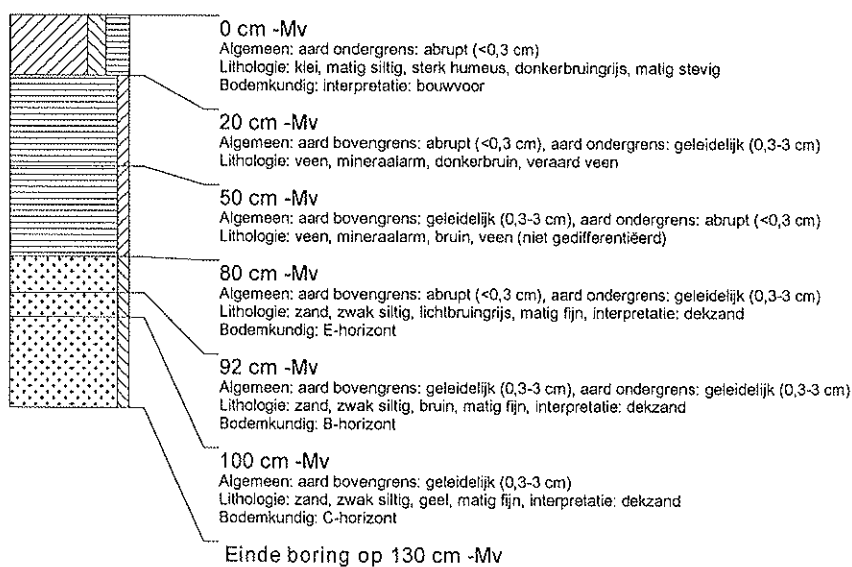 0 cm -Mv
Algemeen: aard ondergrens: abrupt (<0,3 cm)
Lithologie: klei, matig siltig, sterk humeus, donkerbruingrijs, matig stevig
Bodemkundig: interpretatie: bouwvoor
20 cm -Mv
Algemeen: aard bovengrens: abrupt (<0,3 cm), aard ondergrens: geleidelijk (0,3-3 cm)
Lithologie: veen, mineraalarm, donkerbruin, veraard veen
50 cm -Mv
Algemeen: aard bovengrens: geleidelijk (0,3-3 cm), aard ondergrens: abrupt (<0,3 cm)
Lithologie: veen, mineraalarm, bruin, veen (niet gedifferentiëerd)
80 cm -Mv
Algemeen: aard bovengrens: abrupt (<0,3 cm), aard ondergrens: geleidelijk (0,3-3 cm)
Lithologie: zand, zwak siltig, lichtbruingrijs, matig fijn, interpretatie: dekzand
Bodemkundig: E-horizont
92 cm -Mv
Algemeen: aard bovengrens: geleidelijk (0,3-3 cm), aard ondergrens: geleidelijk (0,3-3 cm)
Lithologie: zand, zwak siltig, bruin, matig fijn, interpretatie: dekzand
Bodemkundig: B-horizont
100 cm -Mv
Algemeen: aard bovengrens: geleidelijk (0,3-3 cm)
Lithologie: zand, zwak siltig, geel, matig fijn, interpretatie: dekzand
Bodemkundig: C-horizont
Einde boring op 130 cm -Mv